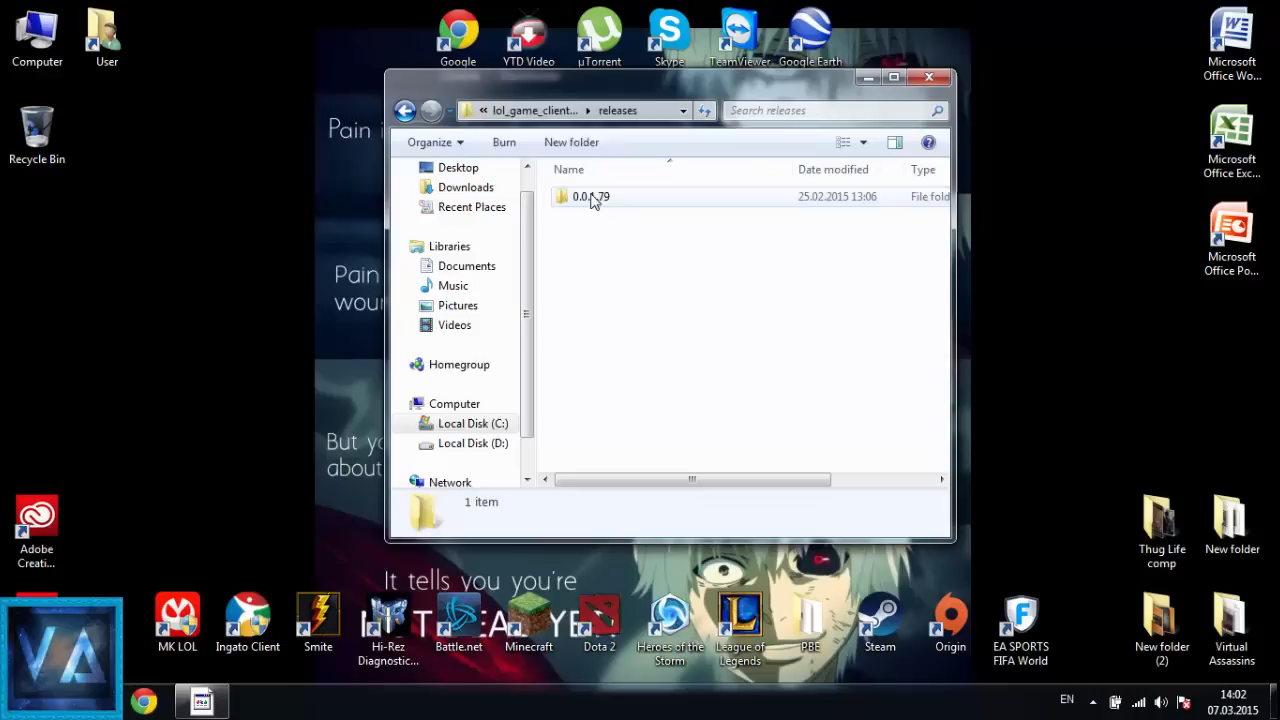 Computer
User
Google
YTD Video
µTorrent
Skype
TeamViewer
Google Earth
Microsoft
Office Wo...
Recycle Bin
Microsoft
Office Exc...
Microsoft
Office Po...
« lol_game_client... ▸ releases
Search releases
Organize
Burn
New folder
Name
Date modified
Type
25.02.2015 13:06
File fold
Desktop
Downloads
Recent Places
Libraries
Documents
Music
Pictures
Videos
Homegroup
Computer
Local Disk (C:)
Local Disk (D:)
Network
1 item
Pain i
Pain
wour
But yo
about
It tells you you're
Adobe
Creati...
Thug Life
comp
New folder
MK LOL
Ingato Client
Smite
Hi-Rez
Diagnostic...
Battle.net
Minecraft
Dota 2
Heroes of the
Storm
League of
Legends
PBE
Steam
Origin
EA SPORTS
FIFA World
New folder
(2)
Virtual
Assassins
EN
14:02
07.03.2015